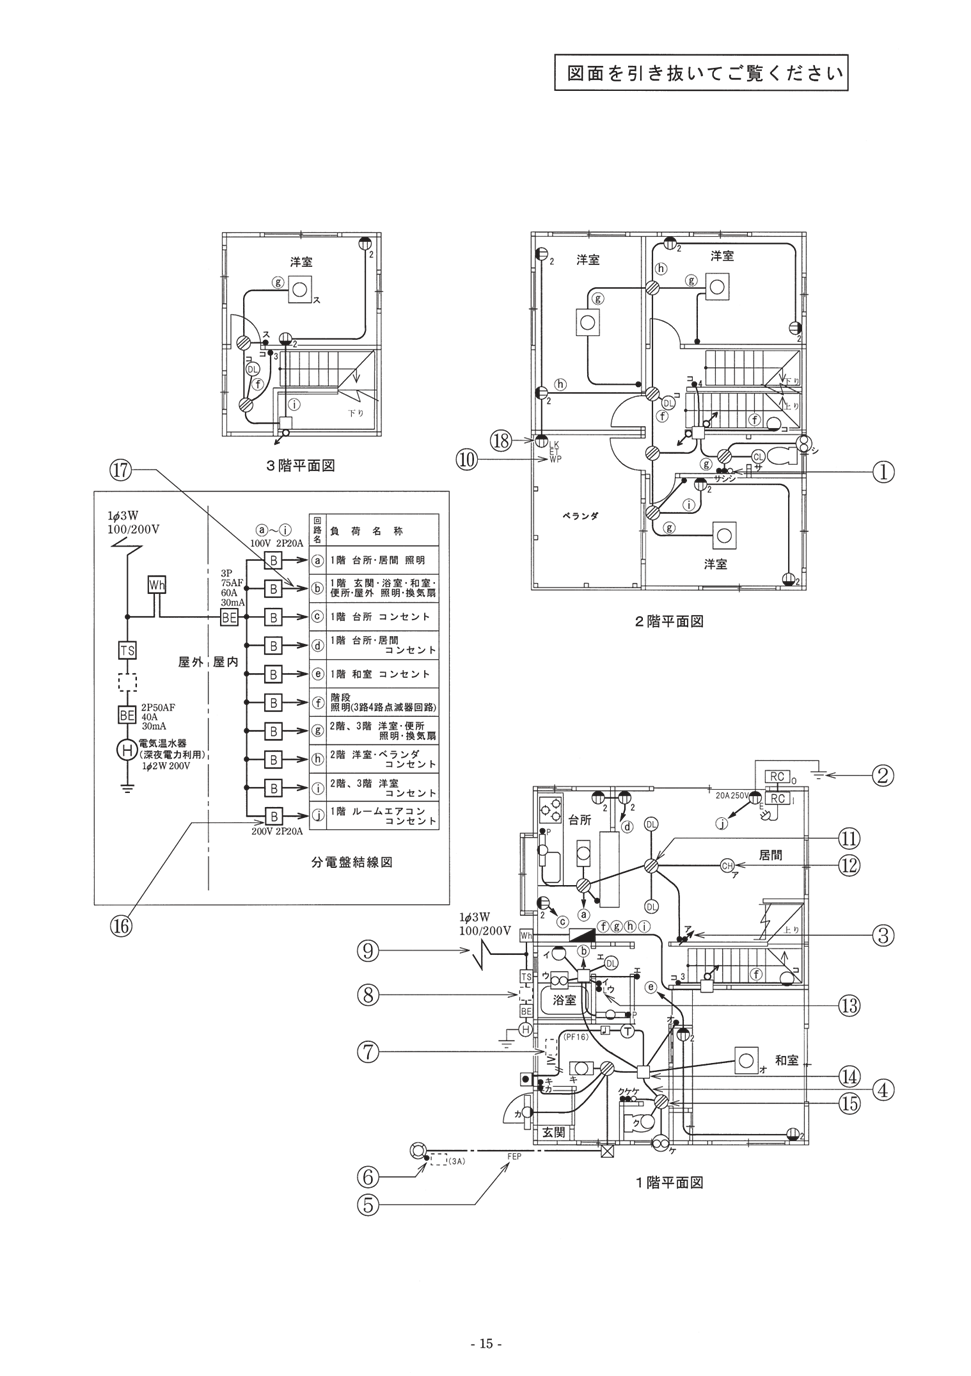 図面を引き抜いてご覧ください
洋室
g
ス
2
ス
コ
3
コ
DL
f
i
下り
2
3階平面図
洋室
洋室
2
2
h
g
g
2
h
2
DL
f
コ
4
下り
上り
f
コ
LK
ET
WP
CL
サ
シ
g
サシシ
i
2
g
洋室
2
ベランダ
2階平面図
⑱
⑩
①
⑰
1φ3W
100/200V
Wh
TS
BE
2P50AF
40A
30mA
H
電気温水器
(深夜電力利用)
1φ2W 200V
屋外 屋内
3P
75AF
60A
30mA
BE
ⓐ~ⓘ
100V 2P20A
回路名 負荷名称
B ⓐ 1階 台所・居間 照明
B ⓑ 1階 玄関・浴室・和室・
便所・屋外 照明・換気扇
B ⓒ 1階 台所 コンセント
B ⓓ 1階 台所・居間
コンセント
B ⓔ 1階 和室 コンセント
B ⓕ 階段
照明(3路4路点滅器回路)
B ⓖ 2階、3階 洋室・便所
照明・換気扇
B ⓗ 2階 洋室・ベランダ
コンセント
B ⓘ 2階、3階 洋室
コンセント
B ⓙ 1階 ルームエアコン
コンセント
200V 2P20A
分電盤結線図
⑯
②
RC O
RC I
20A250V
E
j
台所
P
2
2
d
DL
居間
CH
ア
DL
a
2
c
⑪
⑫
③
1φ3W
100/200V
Wh
f g h i
ア
上り
b
イ
エ
DL
ウ
エ
イ
ウ
コ
3
f
コ
TS
BE
H
浴室
P
e
⑨
⑧
⑦
⑬
⑭
④
⑮
(PF16)
T
IV
オ
2
和室
オ
キ
キ
カ
カ
クケケ
ク
ケ
玄関
2
(3A)
FEP
⑥
⑤
1階平面図
- 15 -